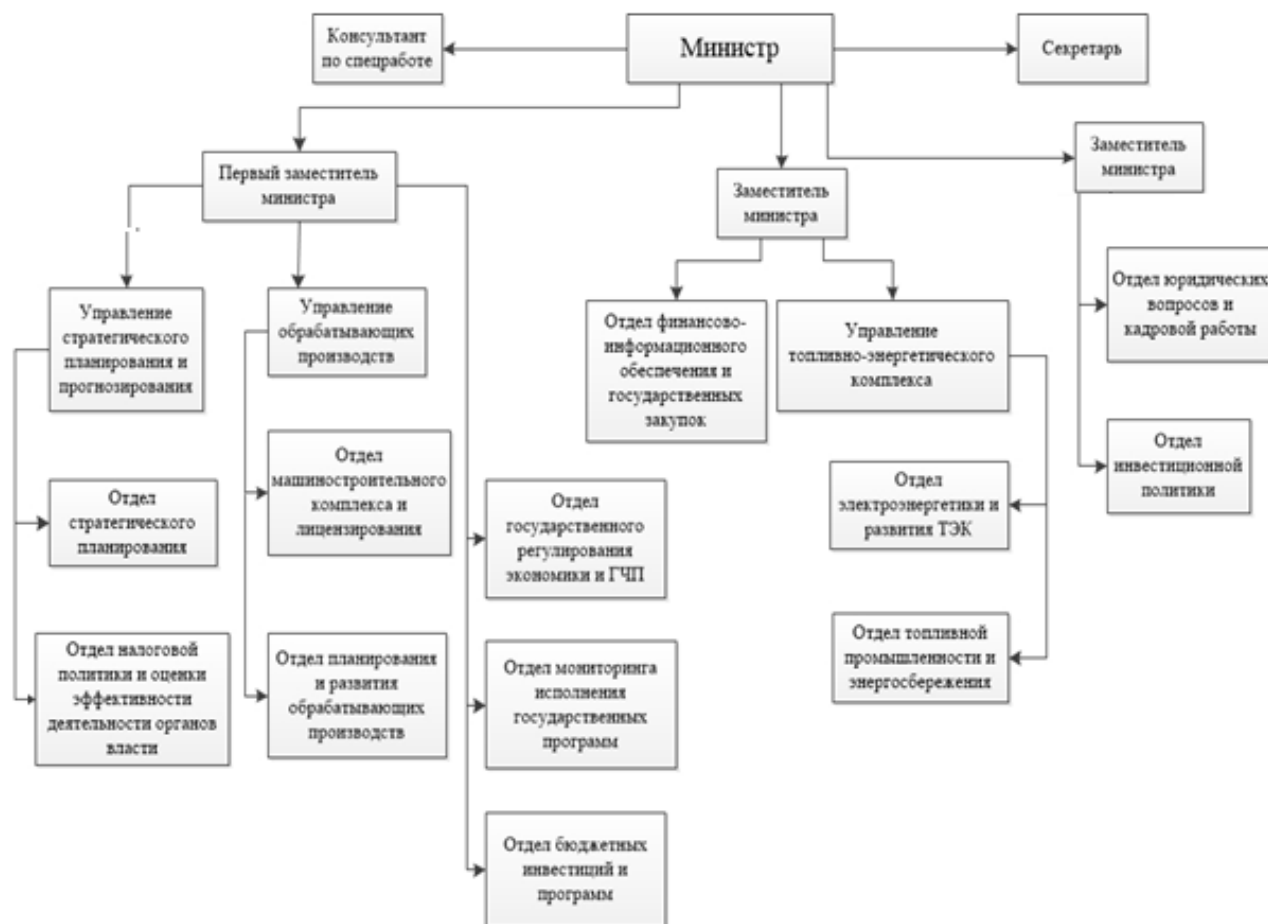 Консультант
по спецработе
Министр
Секретарь
Первый заместитель
министра
Заместитель
министра
Заместитель
министра
Управление
стратегического
планирования и
прогнозирования
Управление
обрабатывающих
производств
Отдел финансово-
информационного
обеспечения и
государственных
закупок
Управление
топливно-энергетического
комплекса
Отдел юридических
вопросов и
кадровой работы
Отдел
стратегического
планирования
Отдел
машиностроительного
комплекса и
лицензирования
Отдел
государственного
регулирования
экономики и ГЧП
Отдел
электроэнергетики и
развития ТЭК
Отдел
инвестиционной
политики
Отдел налоговой
политики и оценки
эффективности
деятельности органов
власти
Отдел планирования
и развития
обрабатывающих
производств
Отдел мониторинга
исполнения
государственных
программ
Отдел топливной
промышленности и
энергосбережения
Отдел бюджетных
инвестиций и
программ